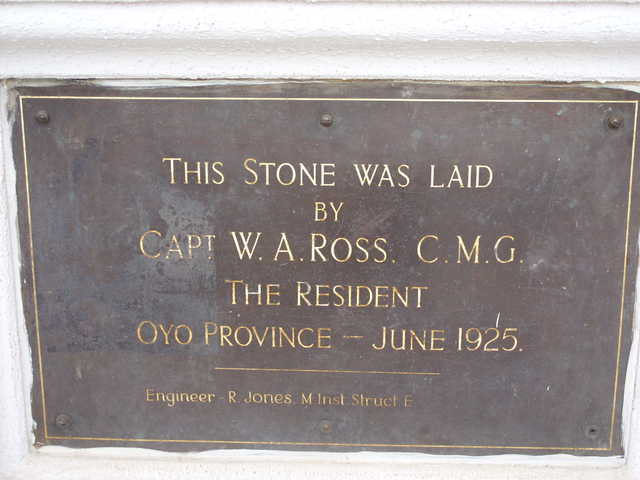 THIS STONE WAS LAID
BY
CAPT. W. A. ROSS. C.M.G.
THE RESIDENT
OYO PROVINCE – JUNE 1925.
Engineer - R. Jones. M. Inst Struct E